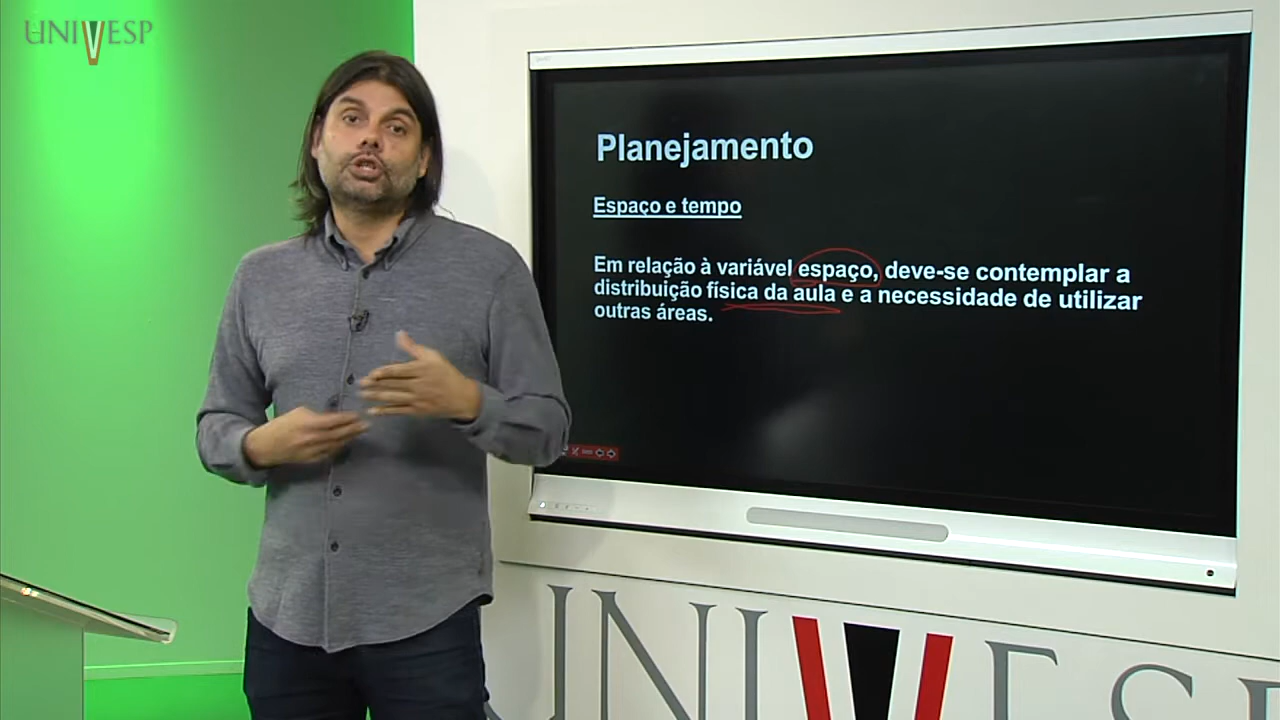 UNIVESP
Planejamento
Espaço e tempo
Em relação à variável espaço, deve-se contemplar a
distribuição física da aula e a necessidade de utilizar
outras áreas.
UNIVESP